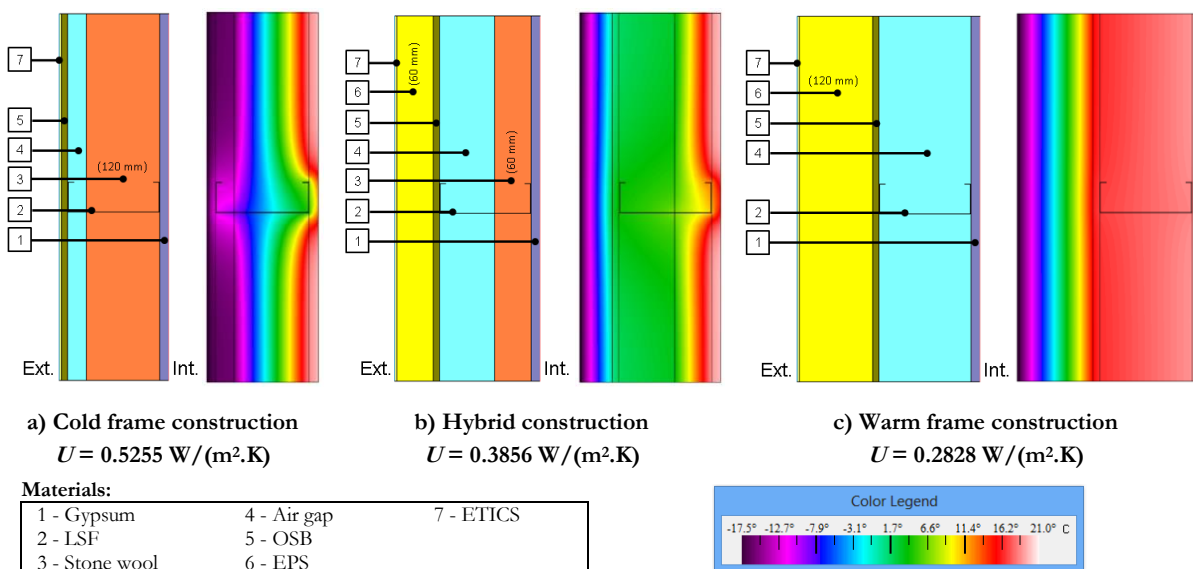 7
5
4
3
2
1
(120 mm)
Ext.
Int.
7
6
5
4
3
2
1
(60 mm)
(60 mm)
Ext.
Int.
7
6
5
4
2
1
(120 mm)
Ext.
Int.
a) Cold frame construction
U = 0.5255 W/(m².K)
b) Hybrid construction
U = 0.3856 W/(m².K)
c) Warm frame construction
U = 0.2828 W/(m².K)
Materials:
1 - Gypsum 4 - Air gap 7 - ETICS
2 - LSF 5 - OSB
3 - Stone wool 6 - EPS
Color Legend
-17.5° -12.7° -7.9° -3.1° 1.7° 6.6° 11.4° 16.2° 21.0° C